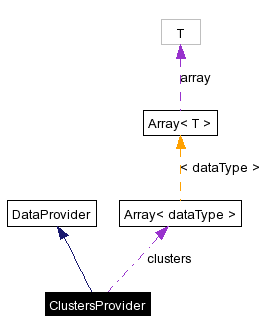 T
array
Array< T >
< dataType >
DataProvider
Array< dataType >
clusters
ClustersProvider